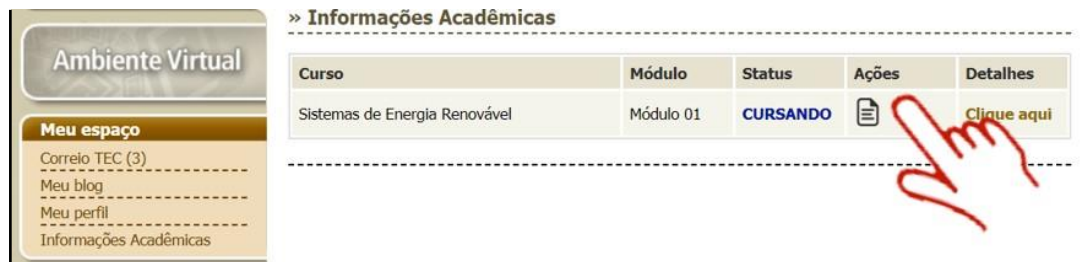 » Informações Acadêmicas
Ambiente Virtual
Curso Módulo Status Ações Detalhes
Sistemas de Energia Renovável Módulo 01 CURSANDO Clique aqui
Meu espaço
Correio TEC (3)
Meu blog
Meu perfil
Informações Acadêmicas